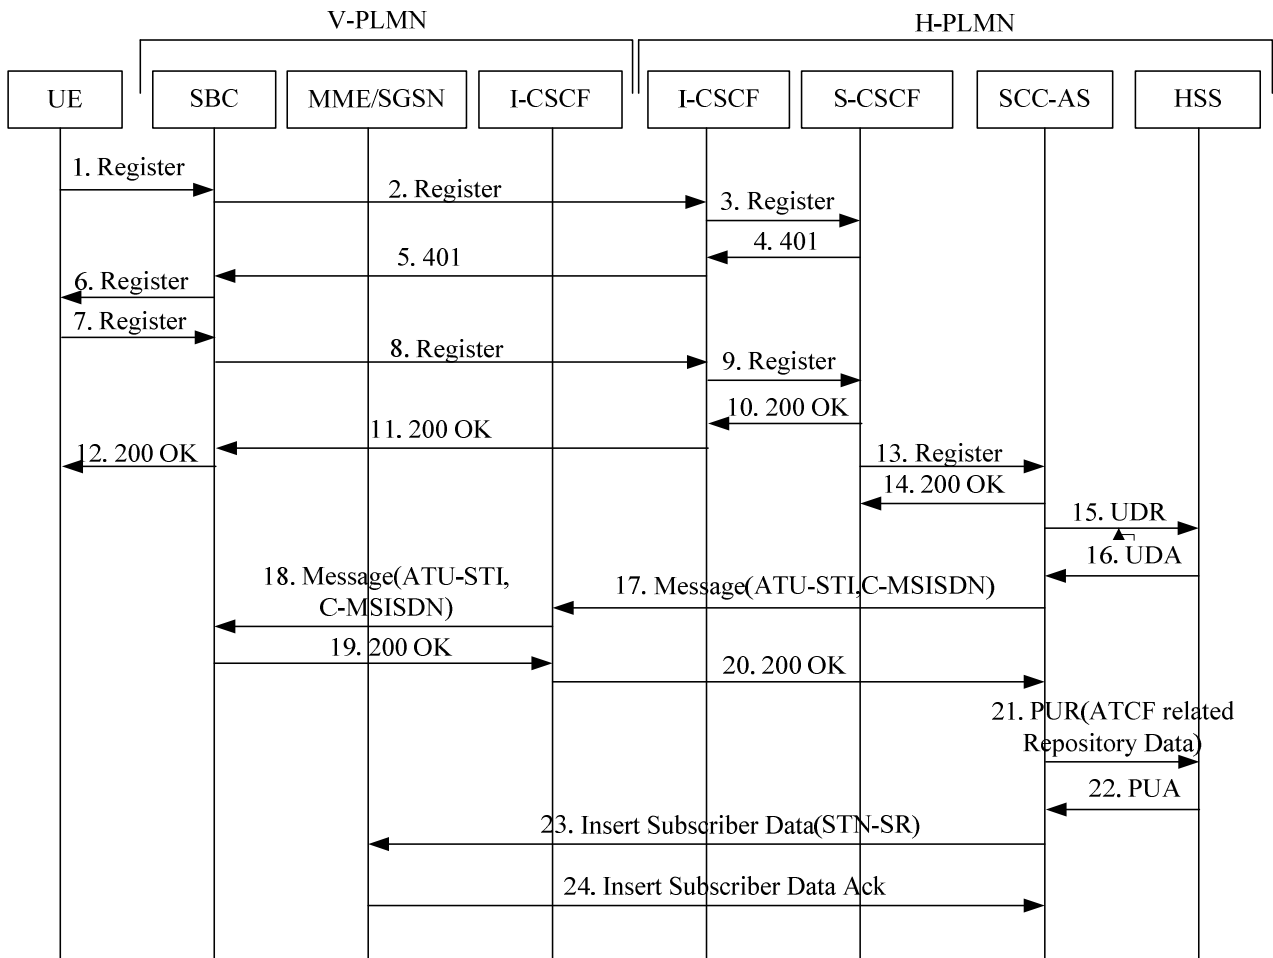 V-PLMN
H-PLMN
UE
SBC
MME/SGSN
I-CSCF
I-CSCF
S-CSCF
SCC-AS
HSS
1. Register
2. Register
3. Register
4. 401
5. 401
6. Register
7. Register
8. Register
9. Register
10. 200 OK
11. 200 OK
12. 200 OK
13. Register
14. 200 OK
15. UDR
16. UDA
17. Message(ATU-STI,C-MSISDN)
18. Message(ATU-STI,
C-MSISDN)
19. 200 OK
20. 200 OK
21. PUR(ATCF related
Repository Data)
22. PUA
23. Insert Subscriber Data(STN-SR)
24. Insert Subscriber Data Ack